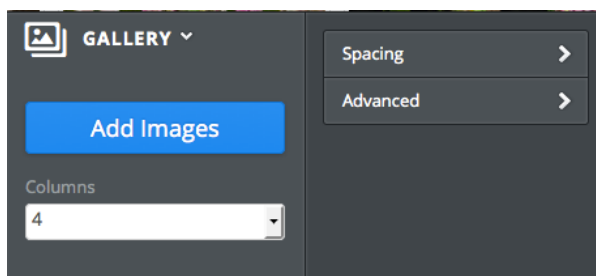 GALLERY
Add Images
Columns
4
Spacing
Advanced